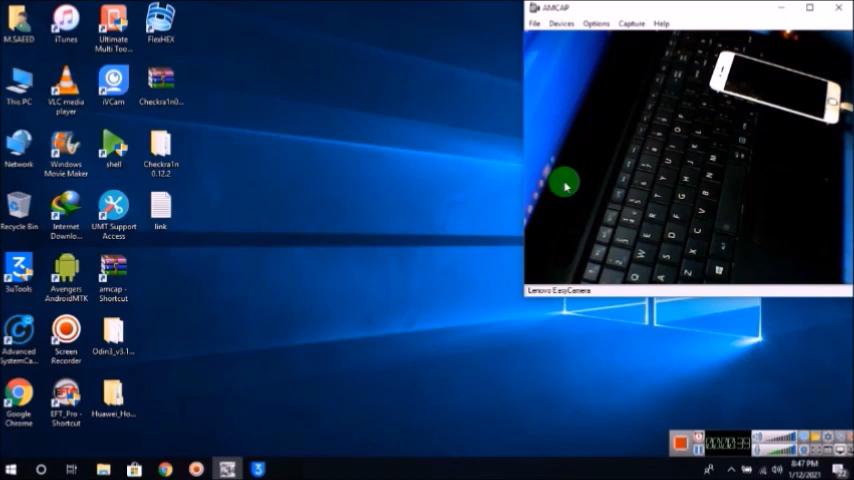 M.SAEED
iTunes
Ultimate
Multi Too...
FlexHEX
This PC
VLC media
player
iVCam
Checkra1n0...
Network
Windows
Movie Maker
shell
Checkra1n
0.12.2
Recycle Bin
Internet
Downlo...
UMT Support
Access
link
3uTools
Avengers
AndroidMTK
amcap -
Shortcut
Advanced
SystemCa...
Screen
Recorder
Odin3_v3.1...
Google
Chrome
EFT_Pro -
Shortcut
Huawei_Ho...
AMCAP
File Devices Options Capture Help
Lenovo EasyCamera
8:47 PM
1/12/2021